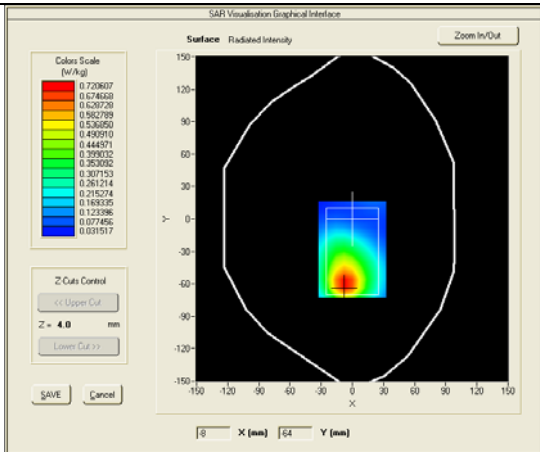 SAR Visualisation Graphical Interface
Surface Radiated Intensity
Zoom In/Out
Colors Scale
(W/kg)
0.720607
0.674668
0.628728
0.582789
0.536850
0.490910
0.444971
0.399032
0.353092
0.307153
0.261214
0.215274
0.169335
0.123396
0.077456
0.031517
Z-Cuts Control
<< Upper Cut
Z = 4.0 mm
Lower Cut >>
SAVE Cancel
150
120
90
60
30
0
-30
-60
-90
-120
-150
Y
-150 -120 -90 -60 -30 0 30 60 90 120 150
X
-8 X (mm) -64 Y (mm)